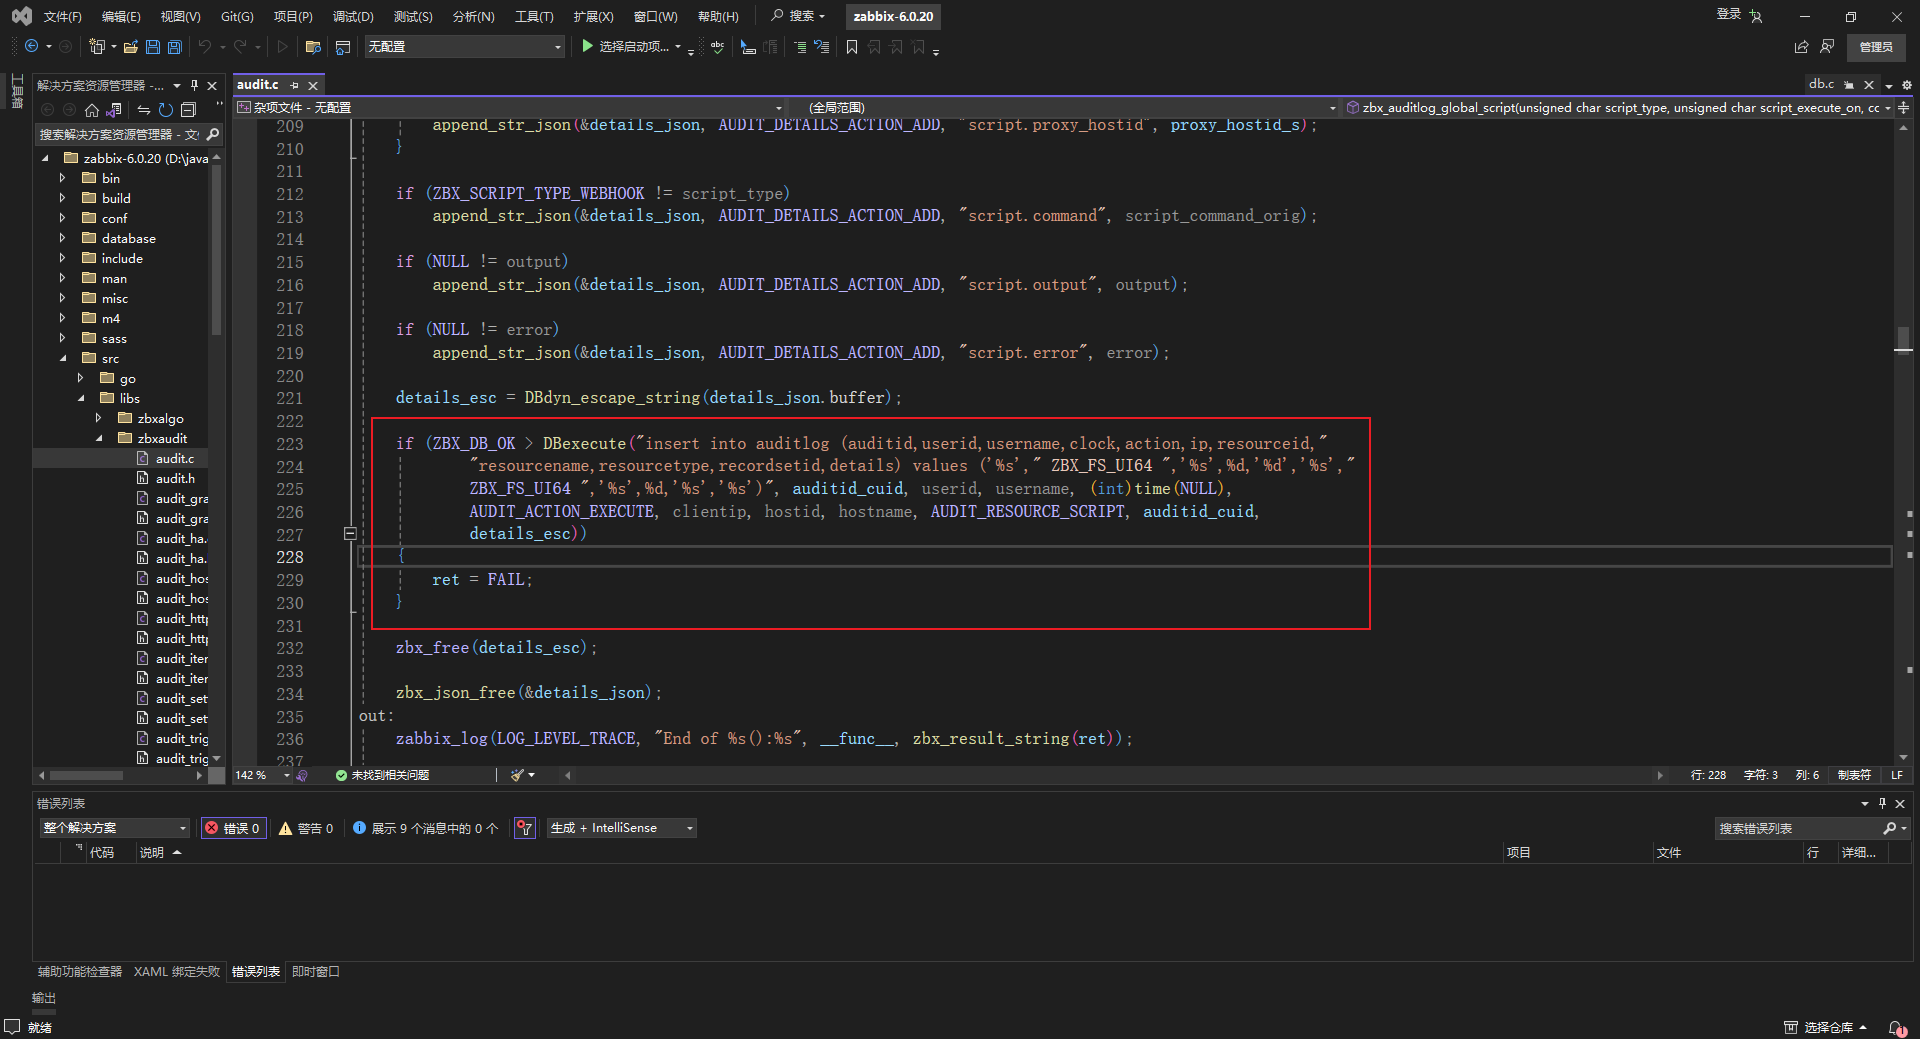 文件(F) 编辑(E) 视图(V) Git(G) 项目(P) 调试(D) 测试(S) 分析(N) 工具(T) 扩展(X) 窗口(W) 帮助(H) 搜索 zabbix-6.0.20 登录
无配置 选择启动项... 管理员
工具箱
解决方案资源管理器 -...
搜索解决方案资源管理器 - 文
zabbix-6.0.20 (D:\java
bin
build
conf
database
include
man
misc
m4
sass
src
go
libs
zbxalgo
zbxaudit
audit.c
audit.h
audit_gra
audit_gra
audit_ha.
audit_ha.
audit_hos
audit_hos
audit_http
audit_http
audit_iter
audit_iter
audit_set
audit_set
audit_trig
audit_trig
audit.c db.c
杂项文件 - 无配置 (全局范围) zbx_auditlog_global_script(unsigned char script_type, unsigned char script_execute_on, cc
209 append_str_json(&details_json, AUDIT_DETAILS_ACTION_ADD, "script.proxy_hostid", proxy_hostid_s);
210 }
211
212 if (ZBX_SCRIPT_TYPE_WEBHOOK != script_type)
213 append_str_json(&details_json, AUDIT_DETAILS_ACTION_ADD, "script.command", script_command_orig);
214
215 if (NULL != output)
216 append_str_json(&details_json, AUDIT_DETAILS_ACTION_ADD, "script.output", output);
217
218 if (NULL != error)
219 append_str_json(&details_json, AUDIT_DETAILS_ACTION_ADD, "script.error", error);
220
221 details_esc = DBdyn_escape_string(details_json.buffer);
222
223 if (ZBX_DB_OK > DBexecute("insert into auditlog (auditid,userid,username,clock,action,ip,resourceid,"
224 "resourcename,resourcetype,recordsetid,details) values ('%s'," ZBX_FS_UI64 ",'%s',%d,'%d','%s',"
225 ZBX_FS_UI64 ",'%s',%d,'%s','%s')", auditid_cuid, userid, username, (int)time(NULL),
226 AUDIT_ACTION_EXECUTE, clientip, hostid, hostname, AUDIT_RESOURCE_SCRIPT, auditid_cuid,
227 details_esc))
228 {
229 ret = FAIL;
230 }
231
232 zbx_free(details_esc);
233
234 zbx_json_free(&details_json);
235 out:
236 zabbix_log(LOG_LEVEL_TRACE, "End of %s():%s", __func__, zbx_result_string(ret));
237
142 % 未找到相关问题 行: 228 字符: 3 列: 6 制表符 LF
错误列表
整个解决方案 错误 0 警告 0 展示 9 个消息中的 0 个 生成 + IntelliSense 搜索错误列表
代码 说明 项目 文件 行 详细...
辅助功能检查器 XAML 绑定失败 错误列表 即时窗口
输出
就绪 选择仓库 1